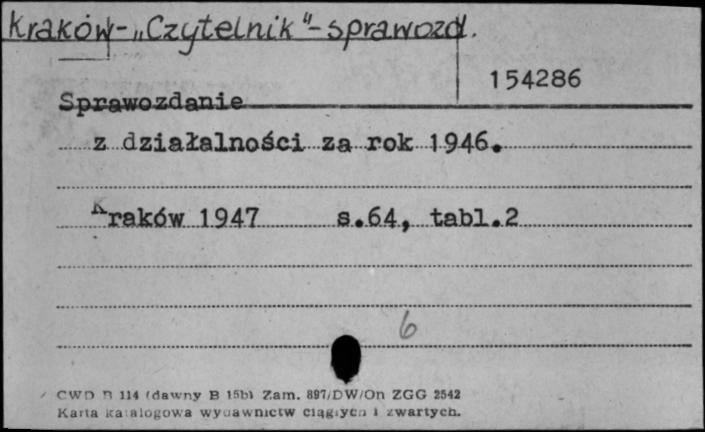 Kraków-„Czytelnik"-sprawozd.
154286
Sprawozdanie
z działalności za rok 1946.
Kraków 1947 s.64, tabl.2
6
CWD B 114 (dawny B 15b) Zam. 897/DW/On ZGG 2542
Karta katalogowa wydawnictw ciągłych i zwartych.